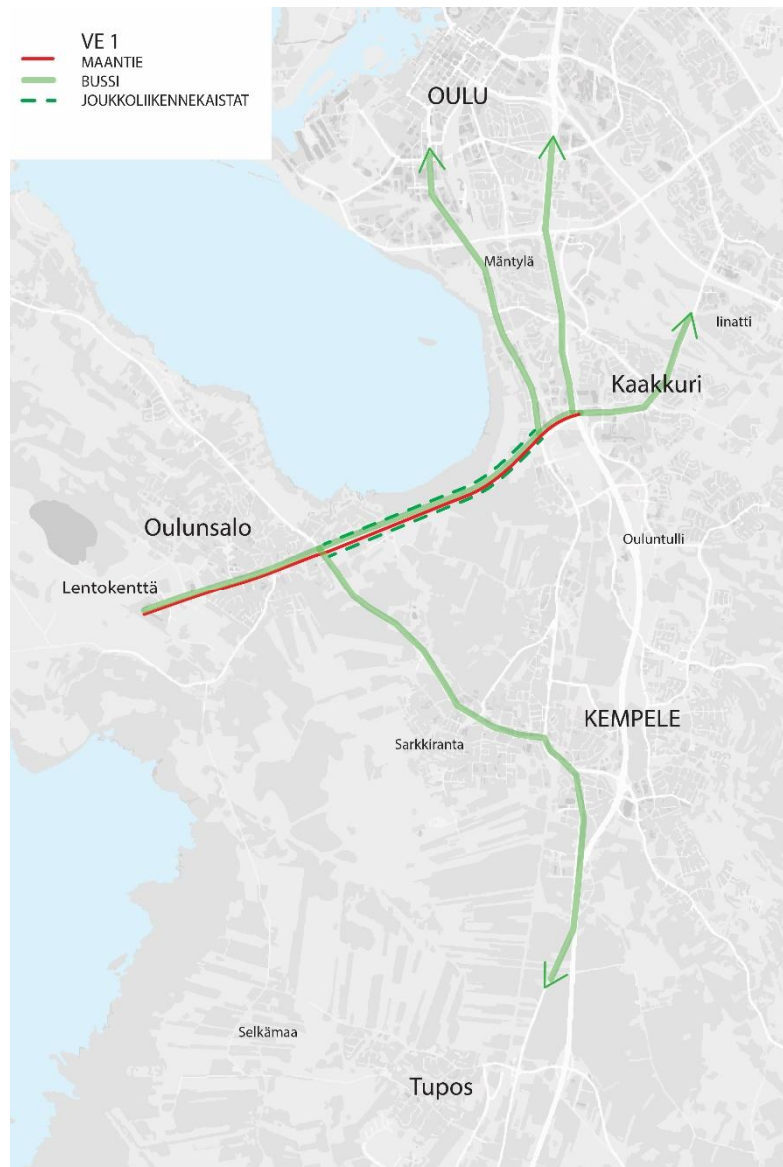 VE 1
MAANTIE
BUSSI
JOUKKOLIIKENNEKAISTAT
OULU
Mäntylä
Iinatti
Kaakkuri
Oulunsalo
Ouluntulli
Lentokenttä
KEMPELE
Sarkkiranta
Selkämaa
Tupos